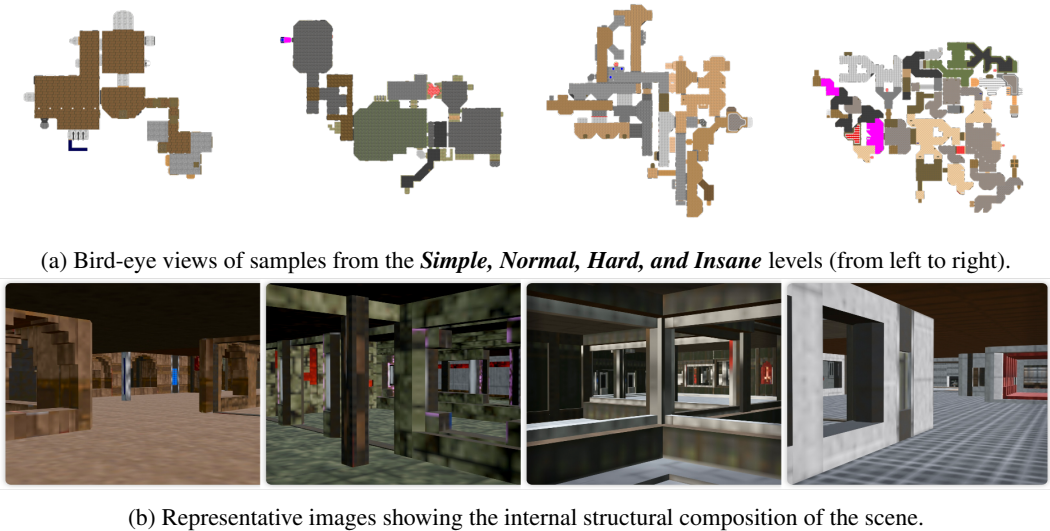 (a) Bird-eye views of samples from the Simple, Normal, Hard, and Insane levels (from left to right).
(b) Representative images showing the internal structural composition of the scene.